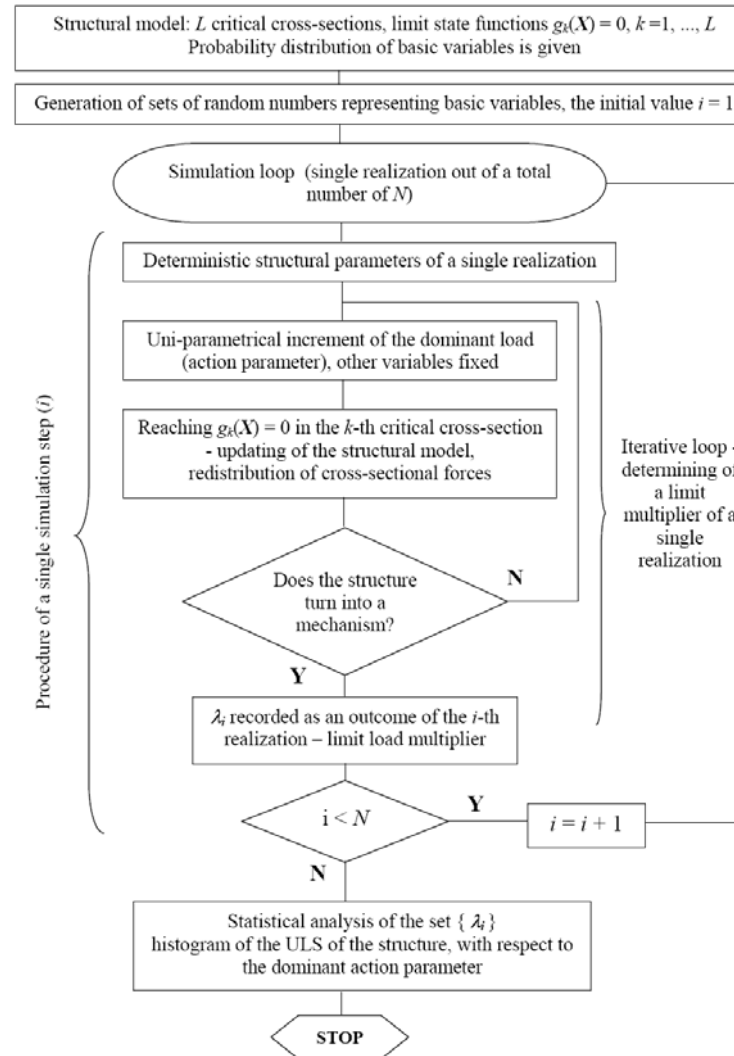 Structural model: L critical cross-sections, limit state functions gₖ(X) = 0, k =1, ..., L
Probability distribution of basic variables is given
Generation of sets of random numbers representing basic variables, the initial value i = 1
Simulation loop (single realization out of a total
number of N)
Procedure of a single simulation step (i)
Deterministic structural parameters of a single realization
Uni-parametrical increment of the dominant load
(action parameter), other variables fixed
Reaching gₖ(X) = 0 in the k-th critical cross-section
- updating of the structural model,
redistribution of cross-sectional forces
Iterative loop -
determining of
a limit
multiplier of a
single
realization
Does the structure
turn into a
mechanism?
N
Y
λᵢ recorded as an outcome of the i-th
realization – limit load multiplier
i < N
Y
i = i + 1
N
Statistical analysis of the set { λᵢ }
histogram of the ULS of the structure, with respect to
the dominant action parameter
STOP